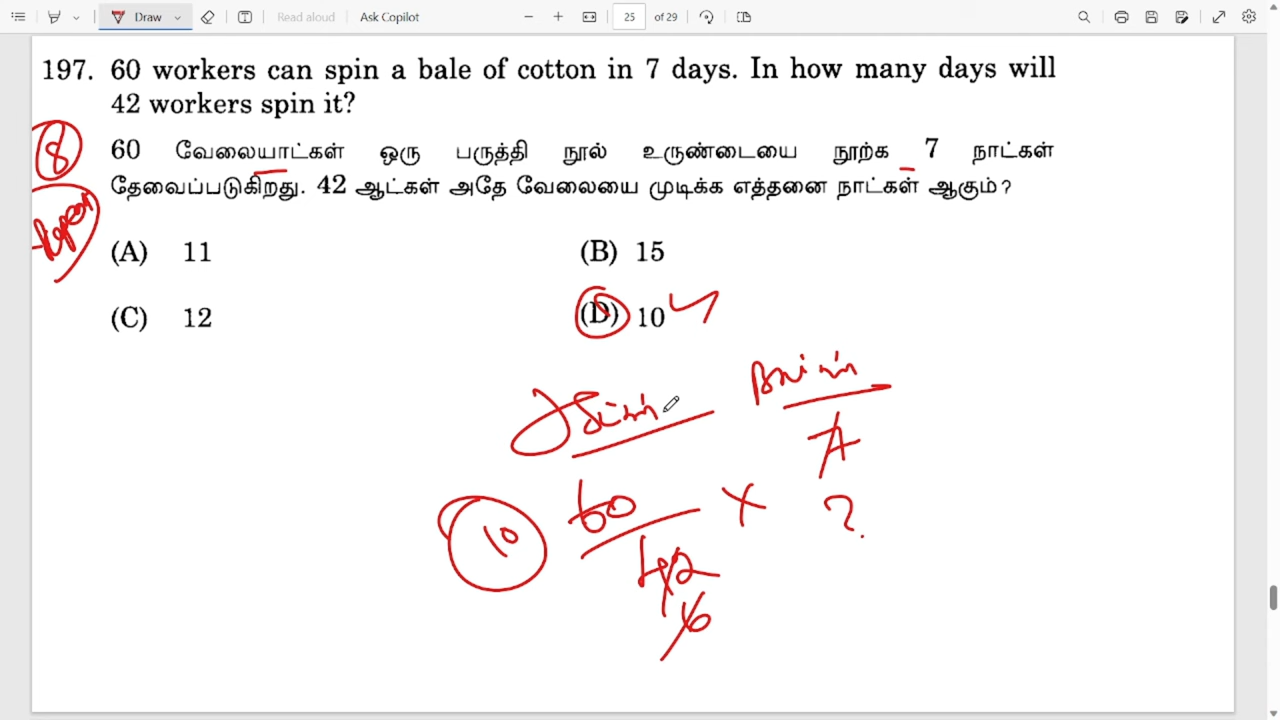 Draw
Read aloud
Ask Copilot
25 of 29
197. 60 workers can spin a bale of cotton in 7 days. In how many days will
42 workers spin it?
8
60 வேலையாட்கள் ஒரு பருத்தி நூல் உருண்டையை நூற்க 7 நாட்கள்
தேவைப்படுகிறது. 42 ஆட்கள் அதே வேலையை முடிக்க எத்தனை நாட்கள் ஆகும்?
(A) 11
(B) 15
(C) 12
(D) 10
நாட்கள்
7
60 × ?
10
42
6